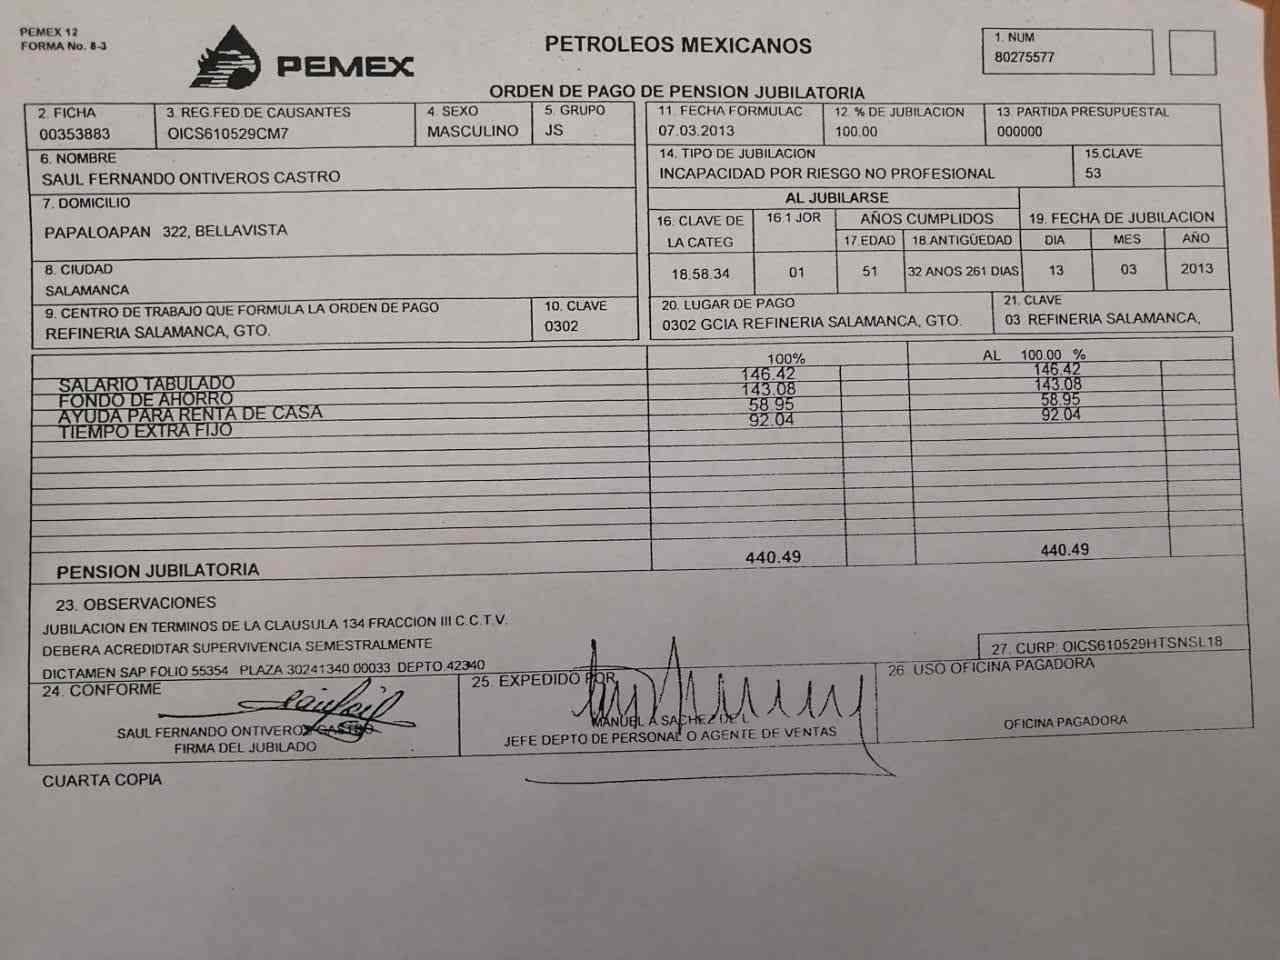 PEMEX 12
FORMA No. 8-3
PEMEX
PETROLEOS MEXICANOS
1. NUM
80275577
ORDEN DE PAGO DE PENSION JUBILATORIA
2. FICHA
00353883
3. REG.FED DE CAUSANTES
OICS610529CM7
4. SEXO
MASCULINO
5. GRUPO
JS
11. FECHA FORMULAC
07.03.2013
12. % DE JUBILACION
100.00
13. PARTIDA PRESUPUESTAL
000000
6. NOMBRE
SAUL FERNANDO ONTIVEROS CASTRO
14. TIPO DE JUBILACION
INCAPACIDAD POR RIESGO NO PROFESIONAL
15.CLAVE
53
7. DOMICILIO
PAPALOAPAN 322, BELLAVISTA
AL JUBILARSE
16. CLAVE DE
LA CATEG
18.58.34
16.1 JOR
01
AÑOS CUMPLIDOS
17.EDAD
51
18.ANTIGÜEDAD
32 ANOS 261 DIAS
19. FECHA DE JUBILACION
DIA
MES
AÑO
13
03
2013
8. CIUDAD
SALAMANCA
9. CENTRO DE TRABAJO QUE FORMULA LA ORDEN DE PAGO
REFINERIA SALAMANCA, GTO.
10. CLAVE
0302
20. LUGAR DE PAGO
0302 GCIA REFINERIA SALAMANCA, GTO.
21. CLAVE
03 REFINERIA SALAMANCA,
100%
AL 100.00 %
SALARIO TABULADO 146.42 146.42
FONDO DE AHORRO 143.08 143.08
AYUDA PARA RENTA DE CASA 58.95 58.95
TIEMPO EXTRA FIJO 92.04 92.04
PENSION JUBILATORIA 440.49 440.49
23. OBSERVACIONES
JUBILACION EN TERMINOS DE LA CLAUSULA 134 FRACCION III C.C.T.V.
DEBERA ACREDIDTAR SUPERVIVENCIA SEMESTRALMENTE
DICTAMEN SAP FOLIO 55354 PLAZA 30241340 00033 DEPTO.42340
27. CURP: OICS610529HTSNSL18
24. CONFORME
SAUL FERNANDO ONTIVEROS CASTRO
FIRMA DEL JUBILADO
25. EXPEDIDO POR
MANUEL A SACHEZ DE L
JEFE DEPTO DE PERSONAL O AGENTE DE VENTAS
26 USO OFICINA PAGADORA
OFICINA PAGADORA
CUARTA COPIA